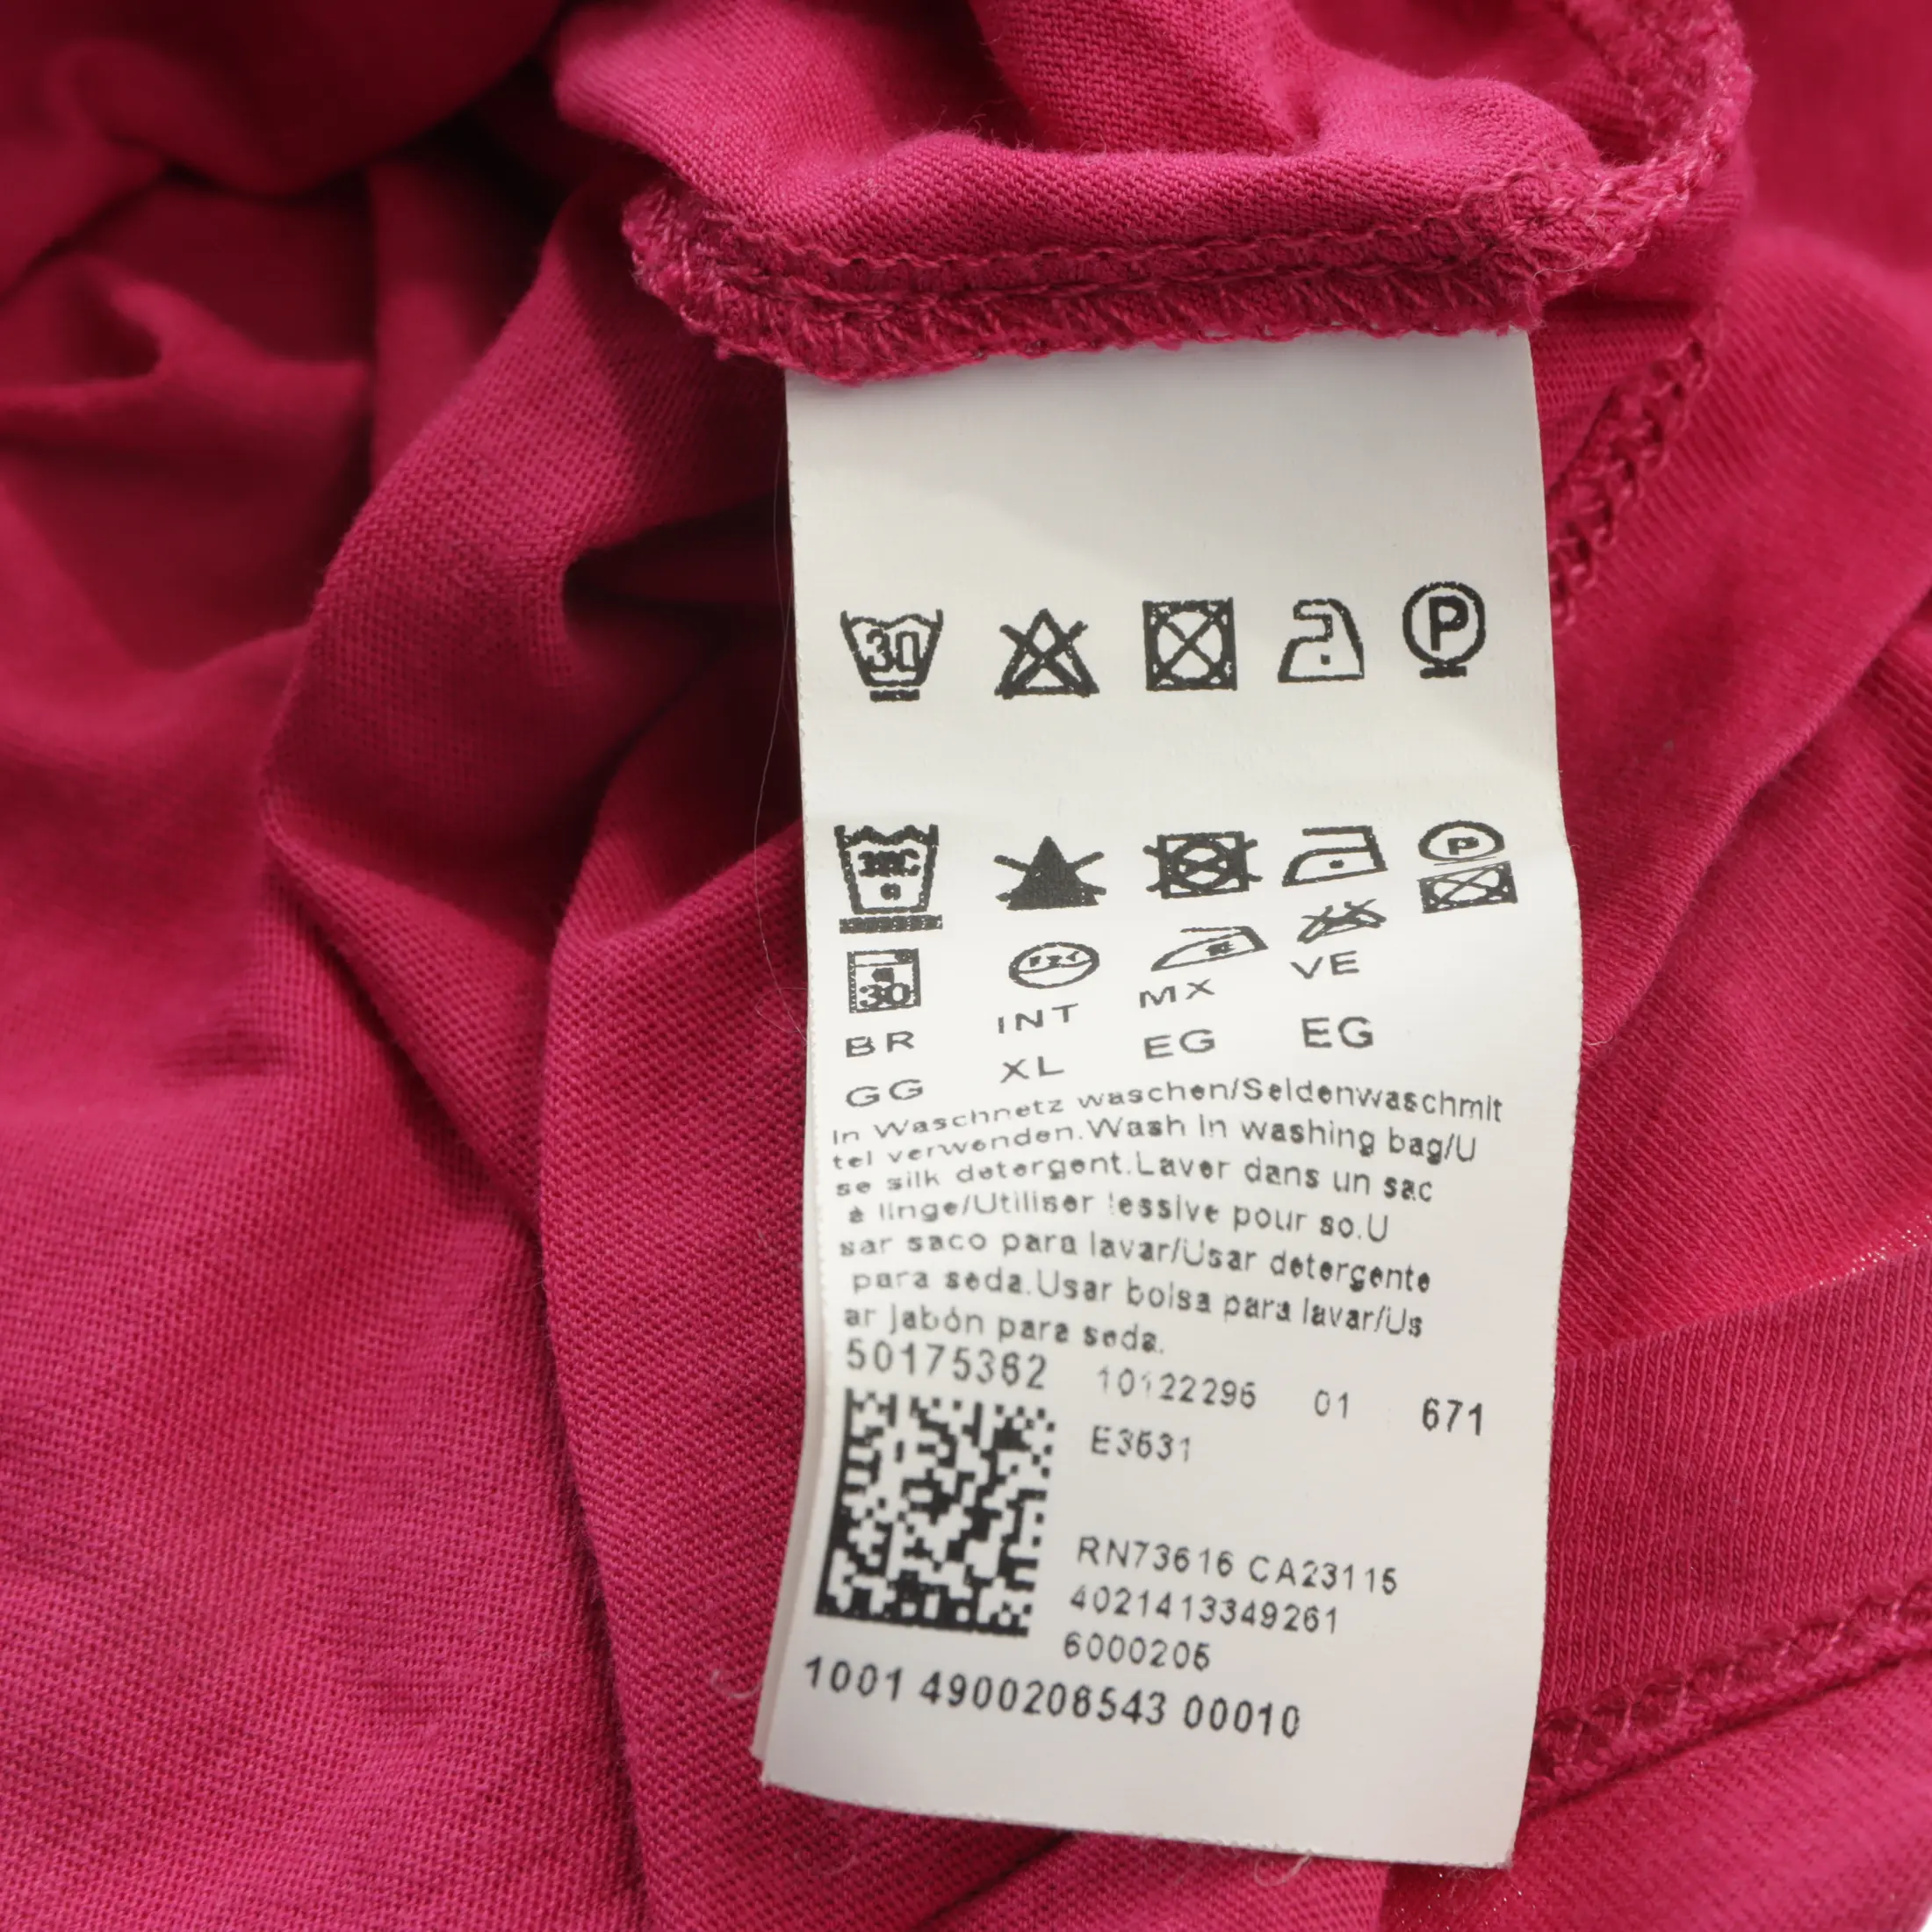 30
P
30C
P
30
BR INT MX VE
GG XL EG EG
In Waschnetz waschen/Seidenwaschmit
tel verwenden.Wash in washing bag/U
se silk detergent.Laver dans un sac
à linge/Utiliser lessive pour so.U
sar saco para lavar/Usar detergente
para seda.Usar bolsa para lavar/Us
ar jabón para seda.
50175362 10122296 01 671
E3531
RN73616 CA23115
4021413349261
6000205
1001 4900206543 00010